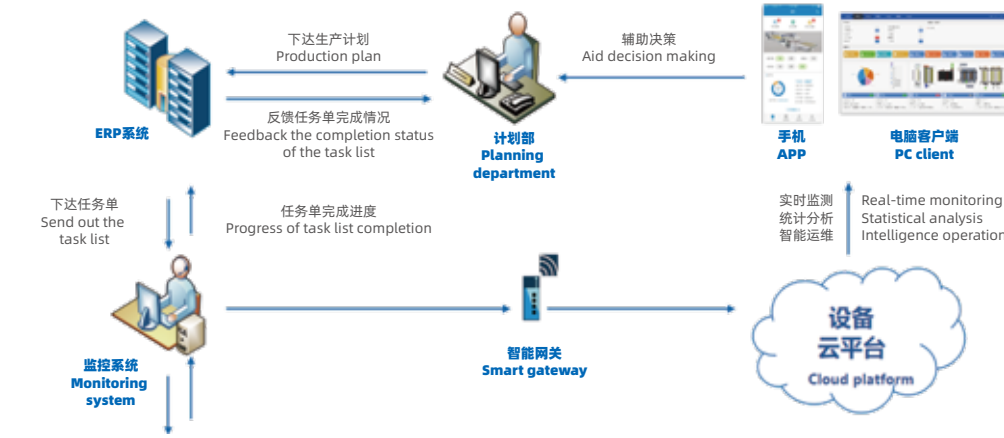 下达生产计划
Production plan
辅助决策
Aid decision making
反馈任务单完成情况
Feedback the completion status
of the task list
ERP系统
计划部
Planning
department
手机
APP
电脑客户端
PC client
下达任务单
Send out the
task list
任务单完成进度
Progress of task list completion
实时监测
统计分析
智能运维
Real-time monitoring
Statistical analysis
Intelligence operation
设备
云平台
Cloud platform
智能网关
Smart gateway
监控系统
Monitoring
system